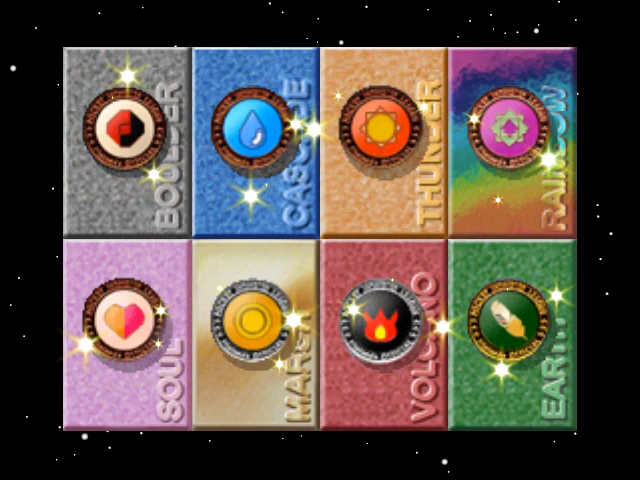 BOULDER
CASCADE
THUNDER
RAINBOW
SOUL
MARSH
VOLCANO
EARTH